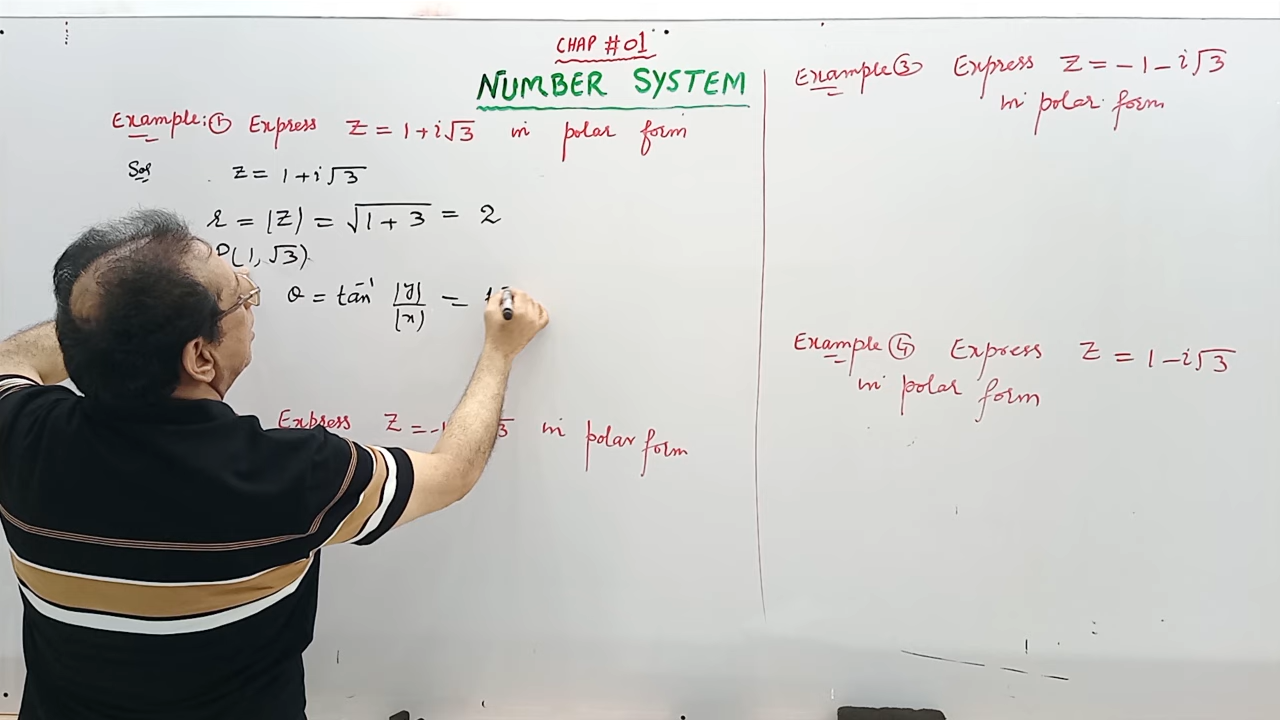 CHAP #01
NUMBER SYSTEM
Example: ① Express Z = 1 + i√3 in polar form
Sol
Z = 1 + i√3
r = |Z| = √1 + 3 = 2
P(1, √3)
θ = tan⁻¹ |y|/|x| =
Express Z = -1 3 in polar form
Example ③ Express Z = -1 - i√3
in polar form
Example ④ Express Z = 1 - i√3
in polar form